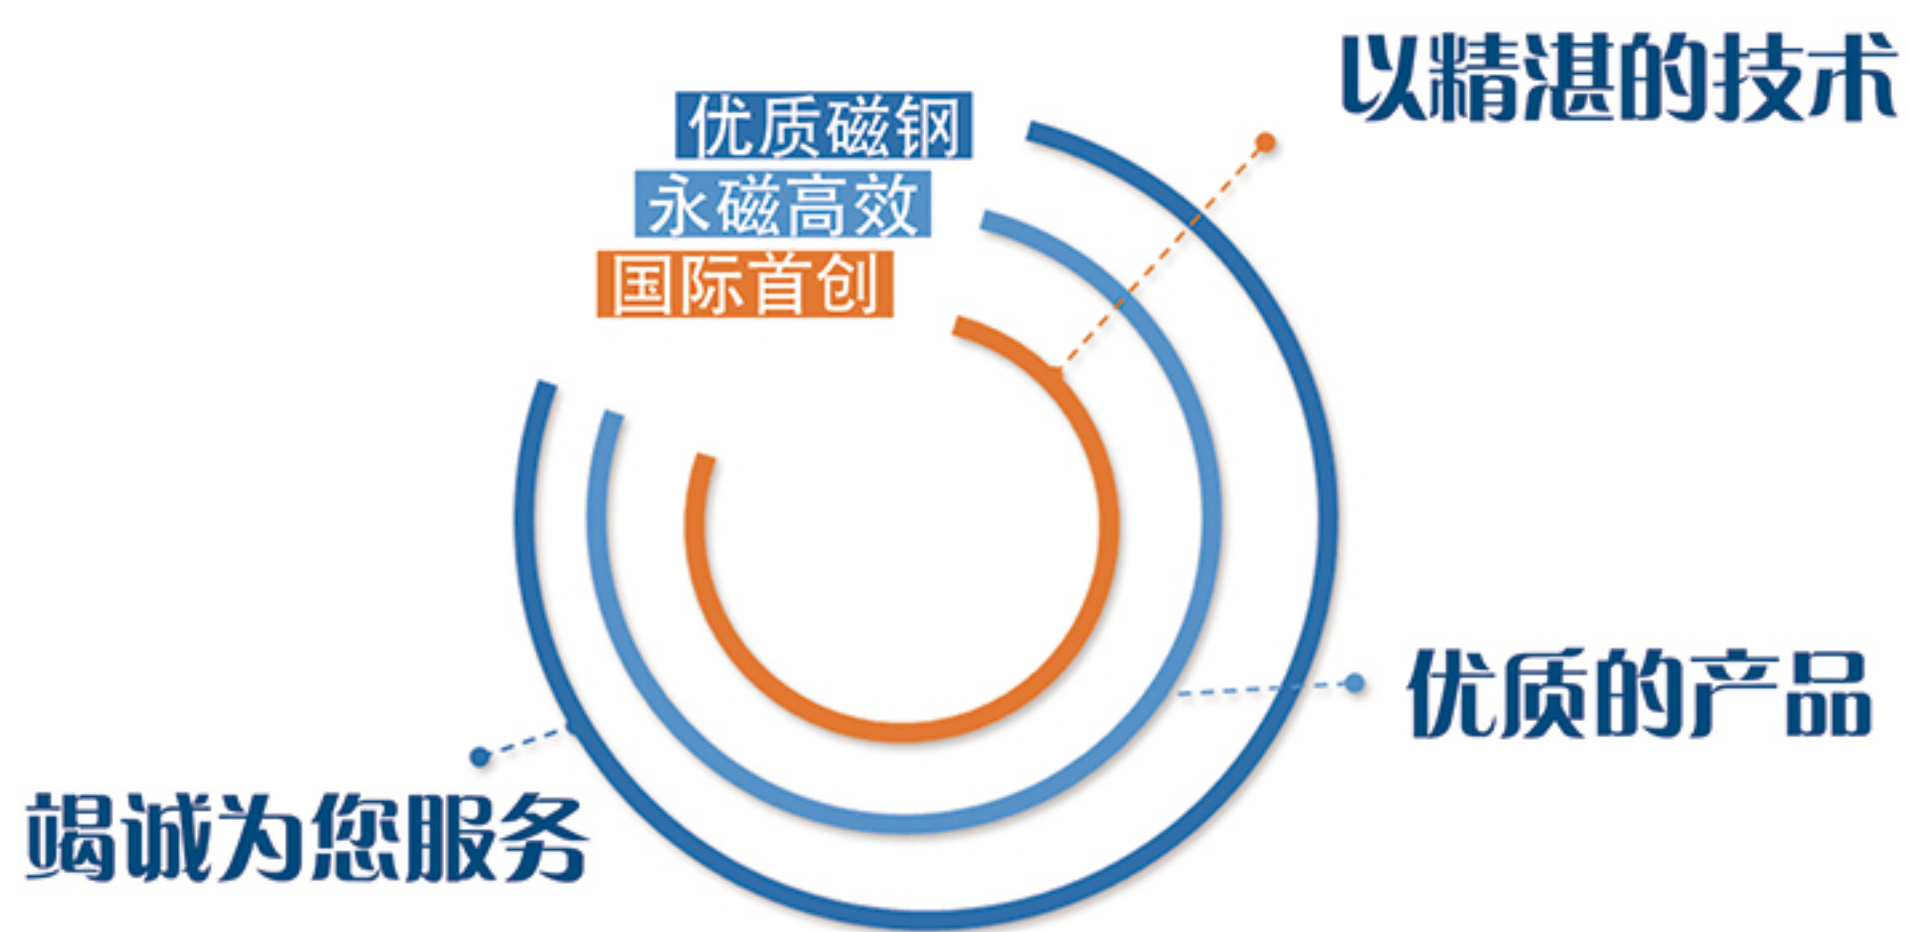 以精湛的技术
优质磁钢
永磁高效
国际首创
优质的产品
竭诚为您服务